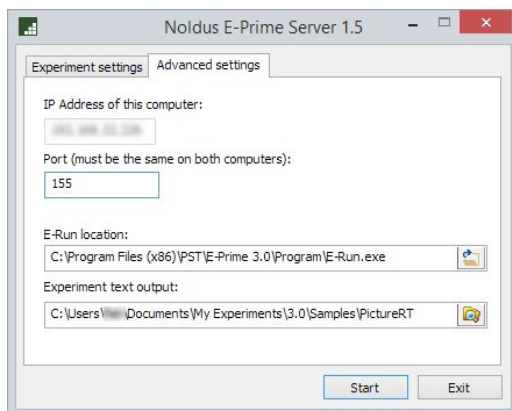 Noldus E-Prime Server 1.5
Experiment settings Advanced settings
IP Address of this computer:
Port (must be the same on both computers):
155
E-Run location:
C:\Program Files (x86)\PST\E-Prime 3.0\Program\E-Run.exe
Experiment text output:
C:\Users\ \Documents\My Experiments\3.0\Samples\PictureRT
Start Exit